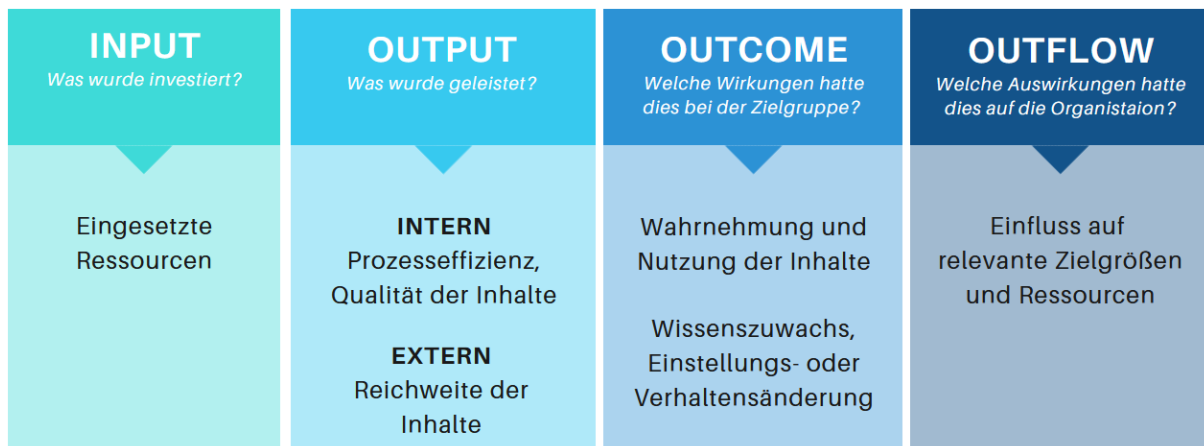 INPUT
Was wurde investiert?
Eingesetzte
Ressourcen
OUTPUT
Was wurde geleistet?
INTERN
Prozesseffizienz,
Qualität der Inhalte
EXTERN
Reichweite der
Inhalte
OUTCOME
Welche Wirkungen hatte
dies bei der Zielgruppe?
Wahrnehmung und
Nutzung der Inhalte
Wissenszuwachs,
Einstellungs- oder
Verhaltensänderung
OUTFLOW
Welche Auswirkungen hatte
dies auf die Organistaion?
Einfluss auf
relevante Zielgrößen
und Ressourcen